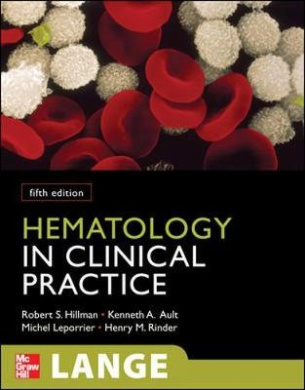 fifth edition
HEMATOLOGY
IN CLINICAL
PRACTICE
Robert S. Hillman • Kenneth A. Ault
Michel Leporrier • Henry M. Rinder
Mc
Graw
Hill
LANGE